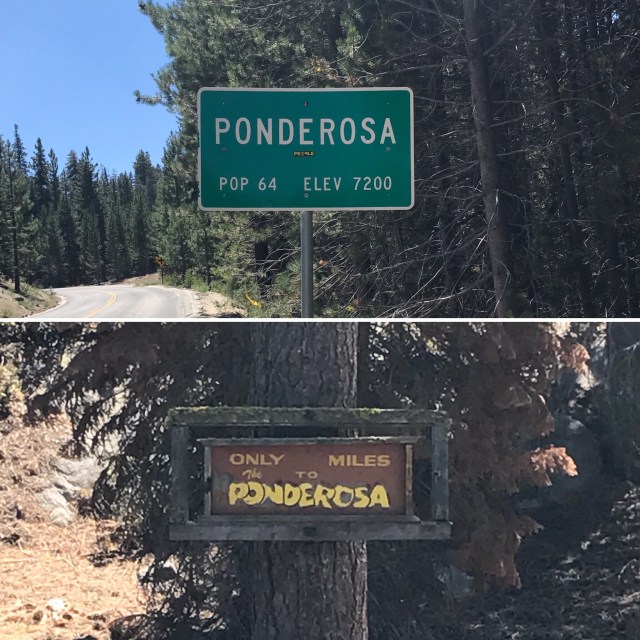 PONDEROSA
POP 64 ELEV 7200
ONLY MILES
The TO
PONDEROSA